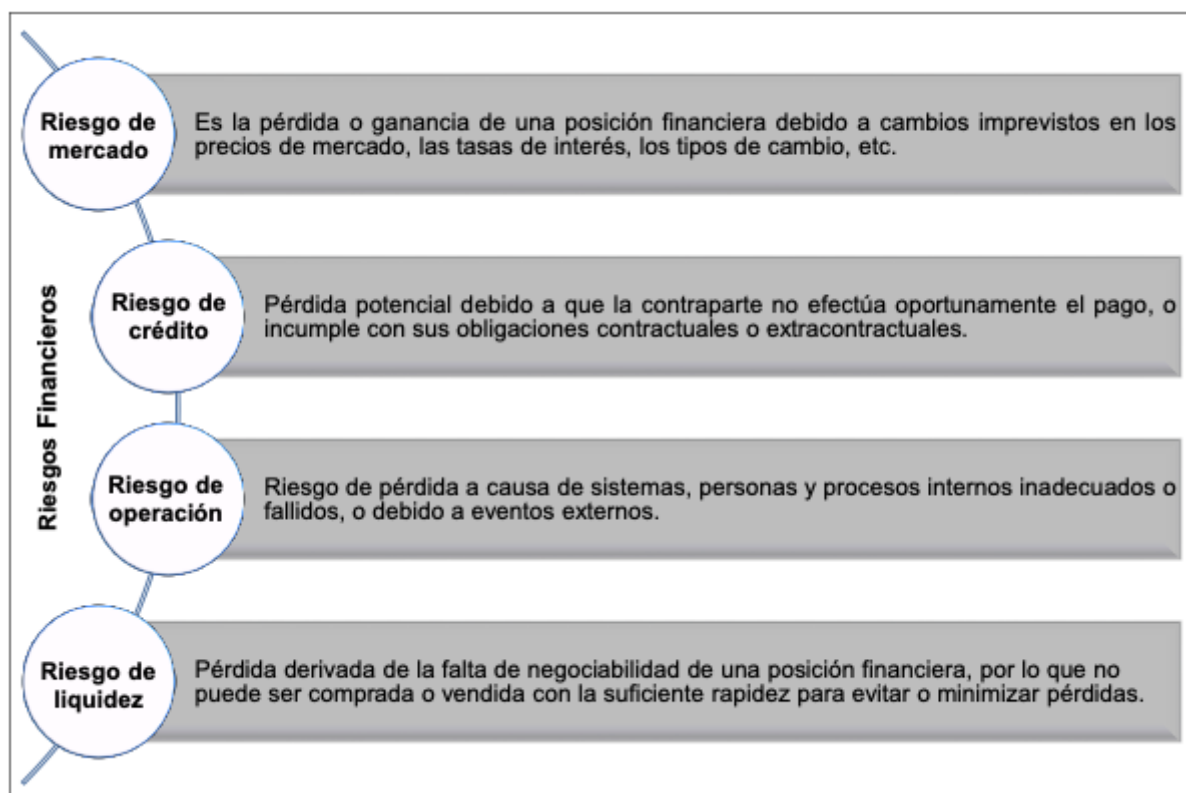 Riesgos Financieros
Riesgo de
mercado
Es la pérdida o ganancia de una posición financiera debido a cambios imprevistos en los
precios de mercado, las tasas de interés, los tipos de cambio, etc.
Riesgo de
crédito
Pérdida potencial debido a que la contraparte no efectúa oportunamente el pago, o
incumple con sus obligaciones contractuales o extracontractuales.
Riesgo de
operación
Riesgo de pérdida a causa de sistemas, personas y procesos internos inadecuados o
fallidos, o debido a eventos externos.
Riesgo de
liquidez
Pérdida derivada de la falta de negociabilidad de una posición financiera, por lo que no
puede ser comprada o vendida con la suficiente rapidez para evitar o minimizar pérdidas.